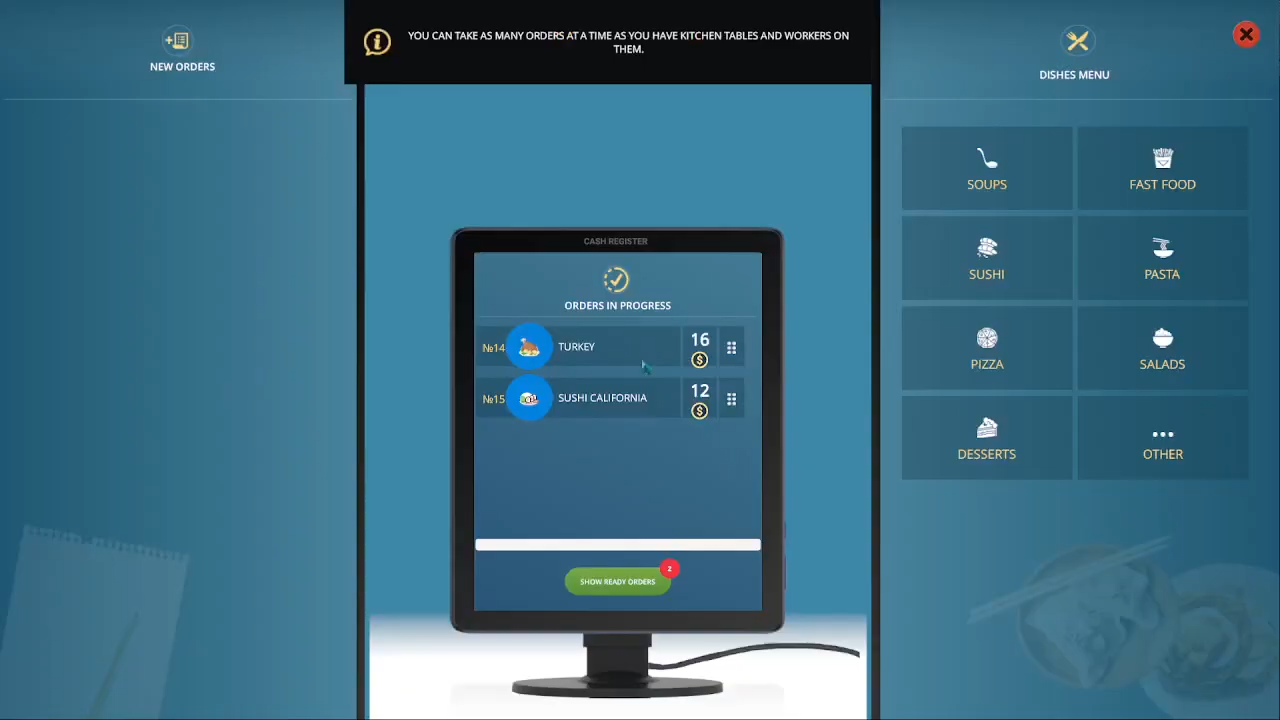 NEW ORDERS
YOU CAN TAKE AS MANY ORDERS AT A TIME AS YOU HAVE KITCHEN TABLES AND WORKERS ON
THEM.
DISHES MENU
SOUPS
FAST FOOD
SUSHI
PASTA
PIZZA
SALADS
DESSERTS
OTHER
CASH REGISTER
ORDERS IN PROGRESS
№14 TURKEY 16 $
№15 SUSHI CALIFORNIA 12 $
SHOW READY ORDERS 2